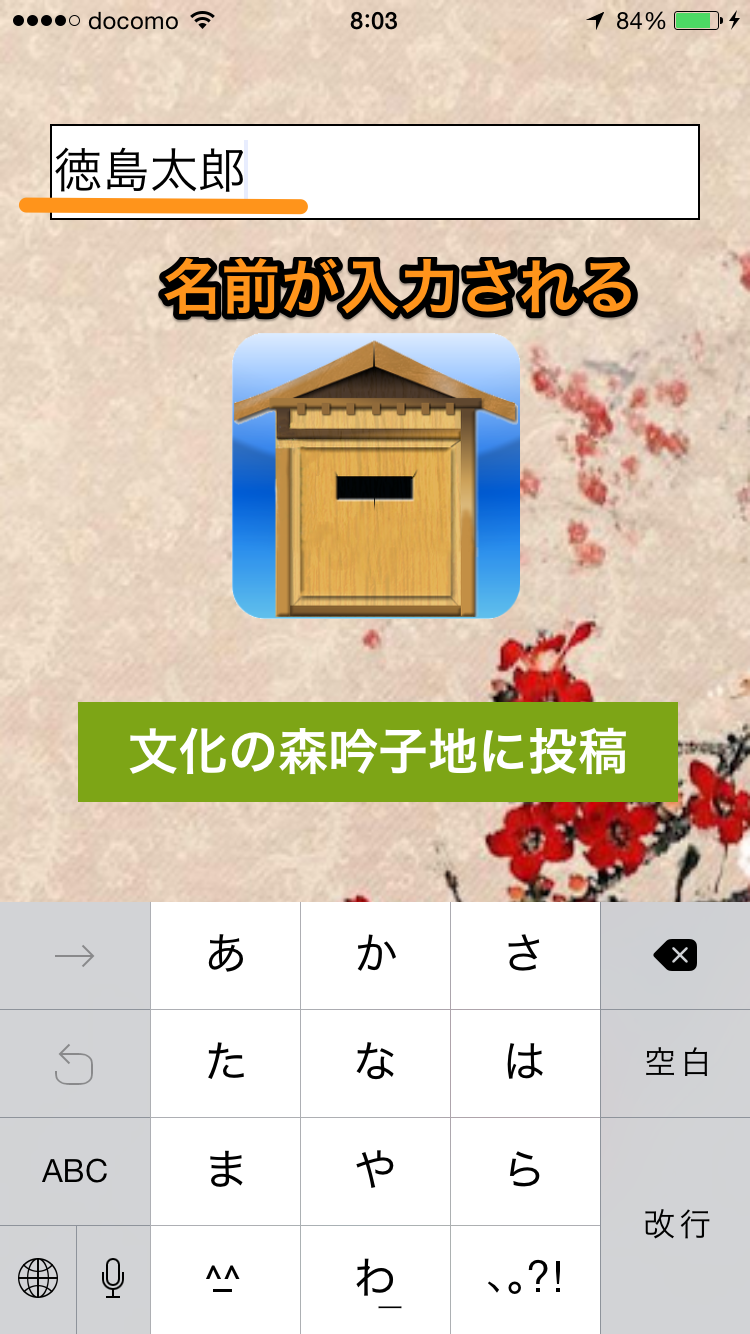 docomo 8:03 84%
徳島太郎
名前が入力される
文化の森吟子地に投稿
→ あ か さ
た な は 空白
ABC ま や ら 改行
^_^ わ_ 、。?!